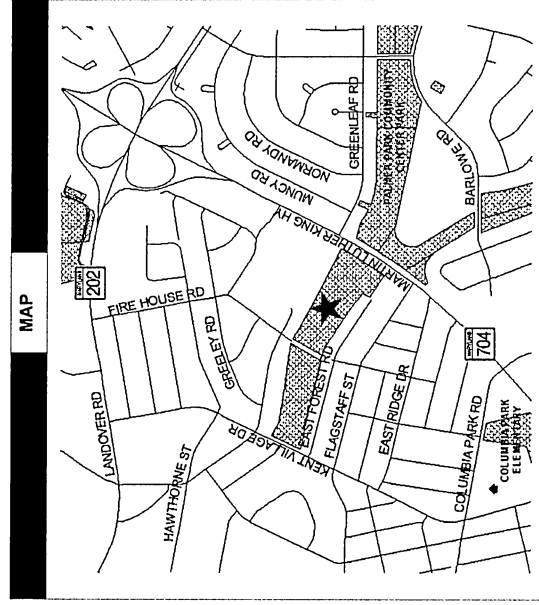 MAP
202
LANDOVER RD
FIRE HOUSE RD
HAWTHORNE ST
GREELEY RD
KENT VILLAGE DR
MUNCY RD
NORMANDY RD
MARTIN LUTHER KING HY
GREENLEAF RD
PALMER PARK COMMUNITY
CENTER PARK
BARLOWE RD
EAST FOREST RD
FLAGSTAFF ST
EAST RIDGE DR
COLUMBIA PARK RD
704
COLUMBIA PARK
ELEMENTARY